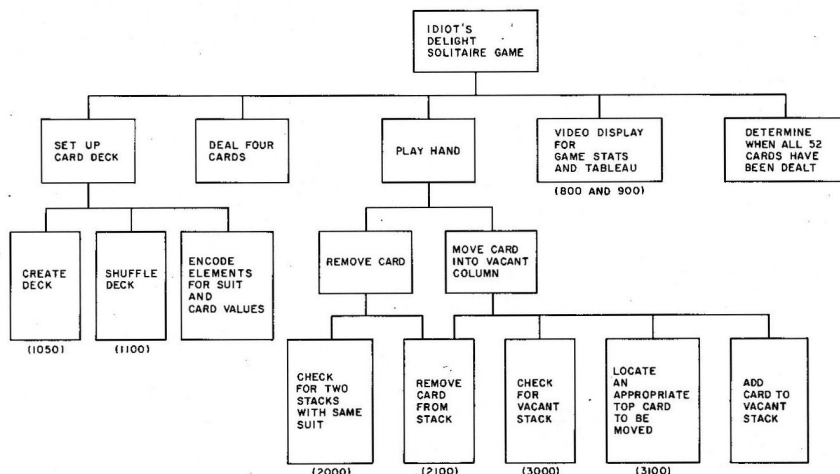 IDIOT'S
DELIGHT
SOLITAIRE GAME
SET UP
CARD DECK
DEAL FOUR
CARDS
PLAY HAND
VIDEO DISPLAY
FOR
GAME STATS
AND TABLEAU
(800 AND 900)
DETERMINE
WHEN ALL 52
CARDS HAVE
BEEN DEALT
CREATE
DECK
(1050)
SHUFFLE
DECK
(1100)
ENCODE
ELEMENTS
FOR SUIT
AND
CARD VALUES
REMOVE CARD
MOVE CARD
INTO VACANT
COLUMN
CHECK
FOR TWO
STACKS
WITH SAME
SUIT
(2000)
REMOVE
CARD
FROM
STACK
(2100)
CHECK
FOR
VACANT
STACK
(3000)
LOCATE
AN
APPROPRIATE
TOP CARD
TO BE
MOVED
(3100)
ADD
CARD TO
VACANT
STACK